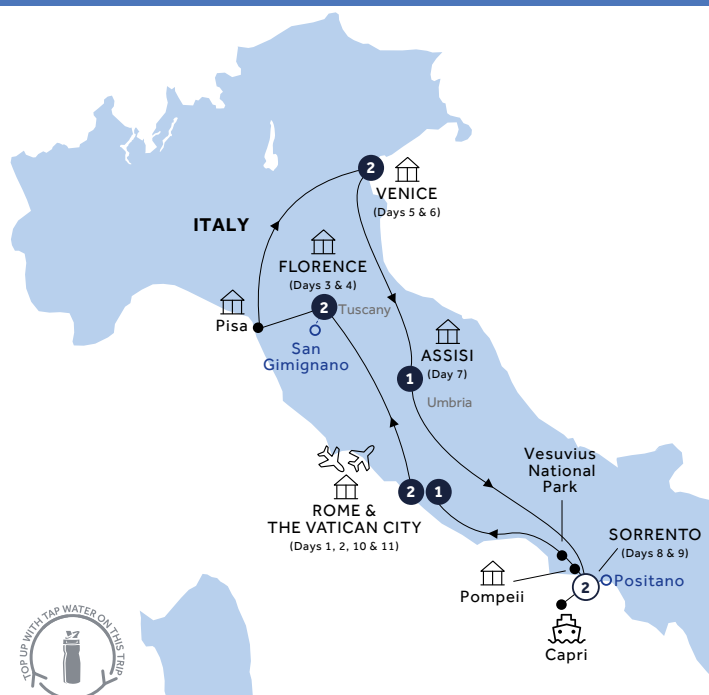 2
VENICE
(Days 5 & 6)
ITALY
FLORENCE
(Days 3 & 4)
2
Tuscany
Pisa
San
Gimignano
ASSISI
(Day 7)
1
Umbria
Vesuvius
National
Park
2
1
ROME &
THE VATICAN CITY
(Days 1, 2, 10 & 11)
SORRENTO
(Days 8 & 9)
2
Positano
Pompeii
Capri
TOP UP WITH TAP WATER ON THIS TRIP